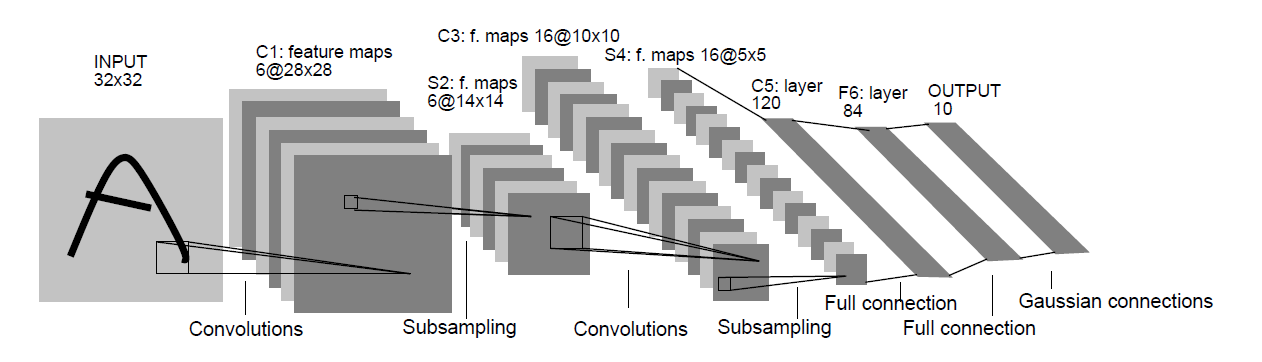 INPUT
32x32
C1: feature maps
6@28x28
S2: f. maps
6@14x14
C3: f. maps 16@10x10
S4: f. maps 16@5x5
C5: layer
120
F6: layer
84
OUTPUT
10
Convolutions
Subsampling
Convolutions
Subsampling
Full connection
Full connection
Gaussian connections